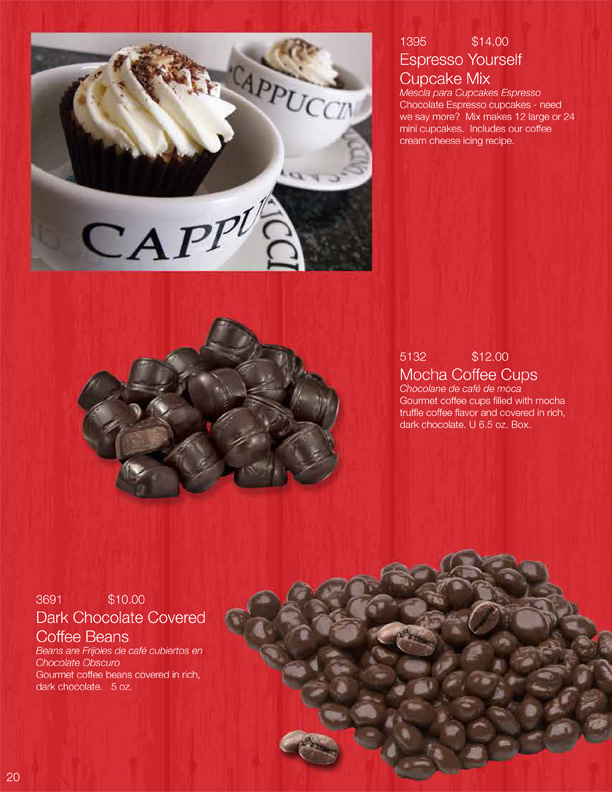 CAPPUCCIN
CAPPU
UCCINO
1395 $14.00
Espresso Yourself
Cupcake Mix
Mescla para Cupcakes Espresso
Chocolate Espresso cupcakes - need
we say more? Mix makes 12 large or 24
mini cupcakes. Includes our coffee
cream cheese icing recipe.
5132 $12.00
Mocha Coffee Cups
Chocolane de café de moca
Gourmet coffee cups filled with mocha
truffle coffee flavor and covered in rich,
dark chocolate. U 6.5 oz. Box.
3691 $10.00
Dark Chocolate Covered
Coffee Beans
Beans are Frijoles de café cubiertos en
Chocolate Obscuro
Gourmet coffee beans covered in rich,
dark chocolate. 5 oz.
20